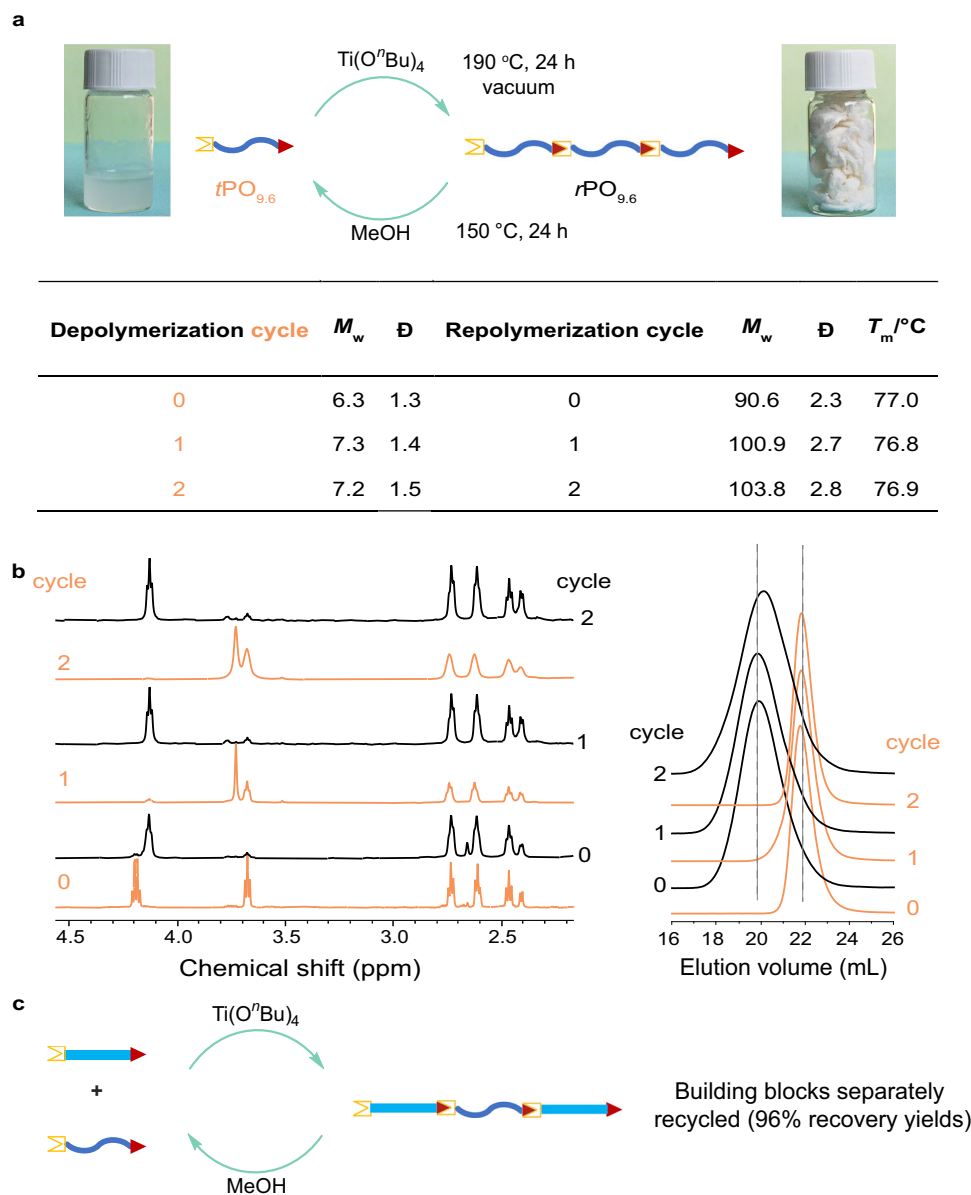 a
Ti(OⁿBu)₄
190 °C, 24 h
vacuum
tPO₉.₆
rPO₉.₆
MeOH
150 °C, 24 h
Depolymerization cycle Mw Đ Repolymerization cycle Mw Đ Tm/°C
0 6.3 1.3 0 90.6 2.3 77.0
1 7.3 1.4 1 100.9 2.7 76.8
2 7.2 1.5 2 103.8 2.8 76.9
b
cycle
cycle
2
2
1
1
0
0
4.5 4.0 3.5 3.0 2.5
Chemical shift (ppm)
cycle
cycle
2
2
1
1
0
0
16 18 20 22 24 26
Elution volume (mL)
c
Ti(OⁿBu)₄
+
MeOH
Building blocks separately
recycled (96% recovery yields)